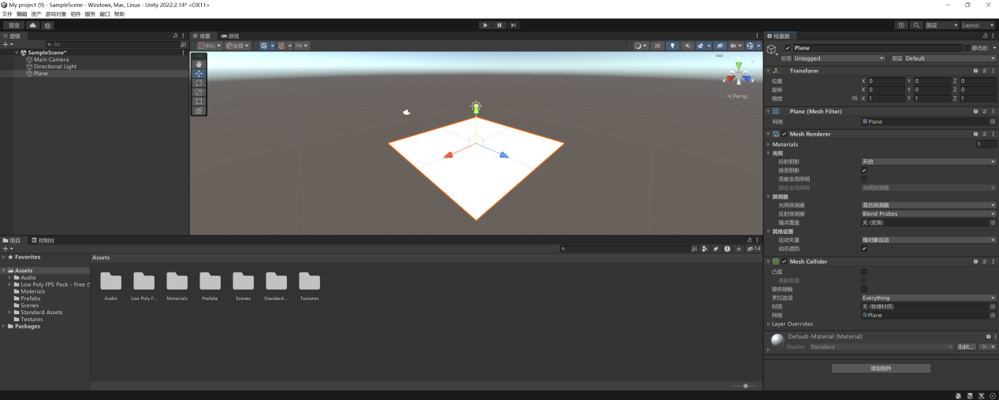 My project (9) - SampleScene - Windows, Mac, Linux - Unity 2022.2.14* <DX11>
文件 编辑 资产 游戏对象 组件 服务 窗口 帮助
登录
图层
Layout
层级
All
SampleScene*
Main Camera
Directional Light
Plane
场景
游戏
中心
全局
2D
Persp
检查器
Plane
静态的
标签 Untagged
图层 Default
Transform
位置 X 0 Y 0 Z 0
旋转 X 0 Y 0 Z 0
缩放 X 1 Y 1 Z 1
Plane (Mesh Filter)
网格 Plane
Mesh Renderer
Materials 1
光照
投射阴影 开启
接受阴影
贡献全局照明
接收全局照明 光照探测器
探测器
光照探测器 混合探测器
反射探测器 Blend Probes
锚点覆盖 无 (变换)
其他设置
运动矢量 每对象运动
动态遮挡
Mesh Collider
凸面
是触发器
提供接触
烹饪选项 Everything
材质 无 (物理材质)
网格 Plane
Layer Overrides
Default-Material (Material)
Shader Standard Edit...
添加组件
项目
控制台
14
Favorites
Assets
Audio
Low Poly FPS Pack - Free (
Materials
Prefabs
Scenes
Standard Assets
Textures
Packages
Assets
Audio
Low Poly F...
Materials
Prefabs
Scenes
Standard ...
Textures